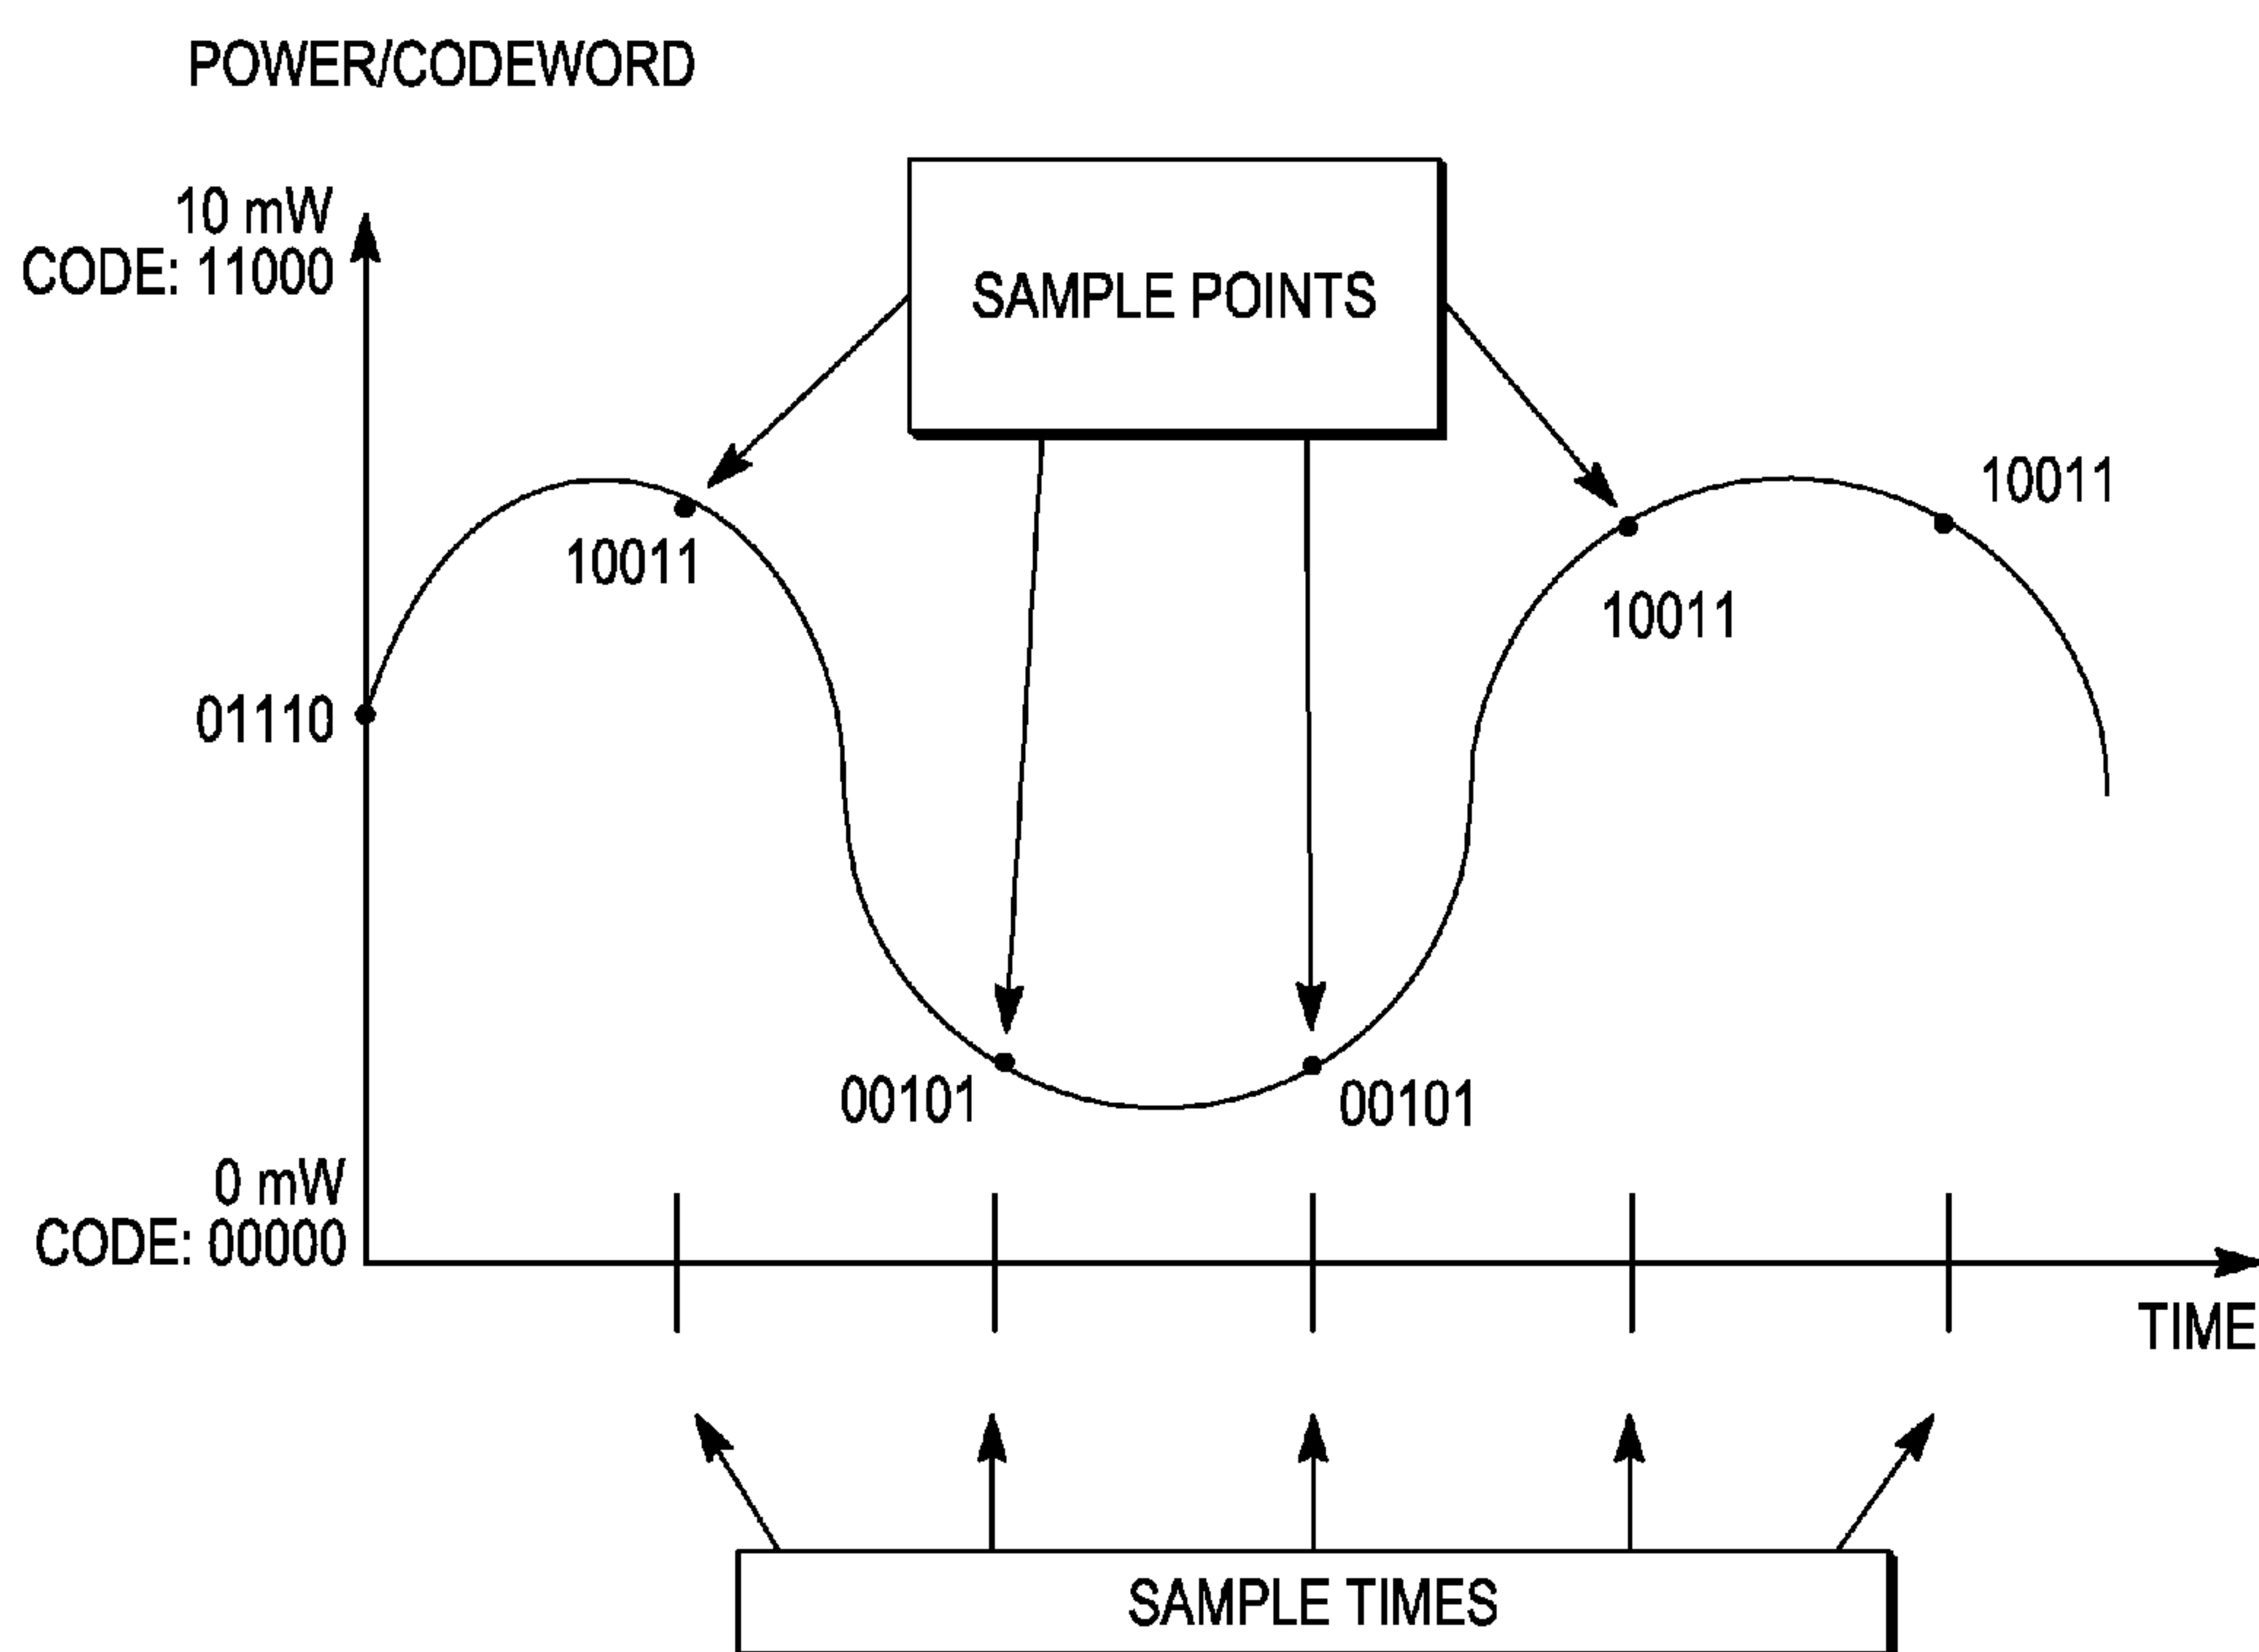 POWER/CODEWORD
10 mW
CODE: 11000
SAMPLE POINTS
10011
10011
10011
01110
00101
00101
0 mW
CODE: 00000
TIME
SAMPLE TIMES